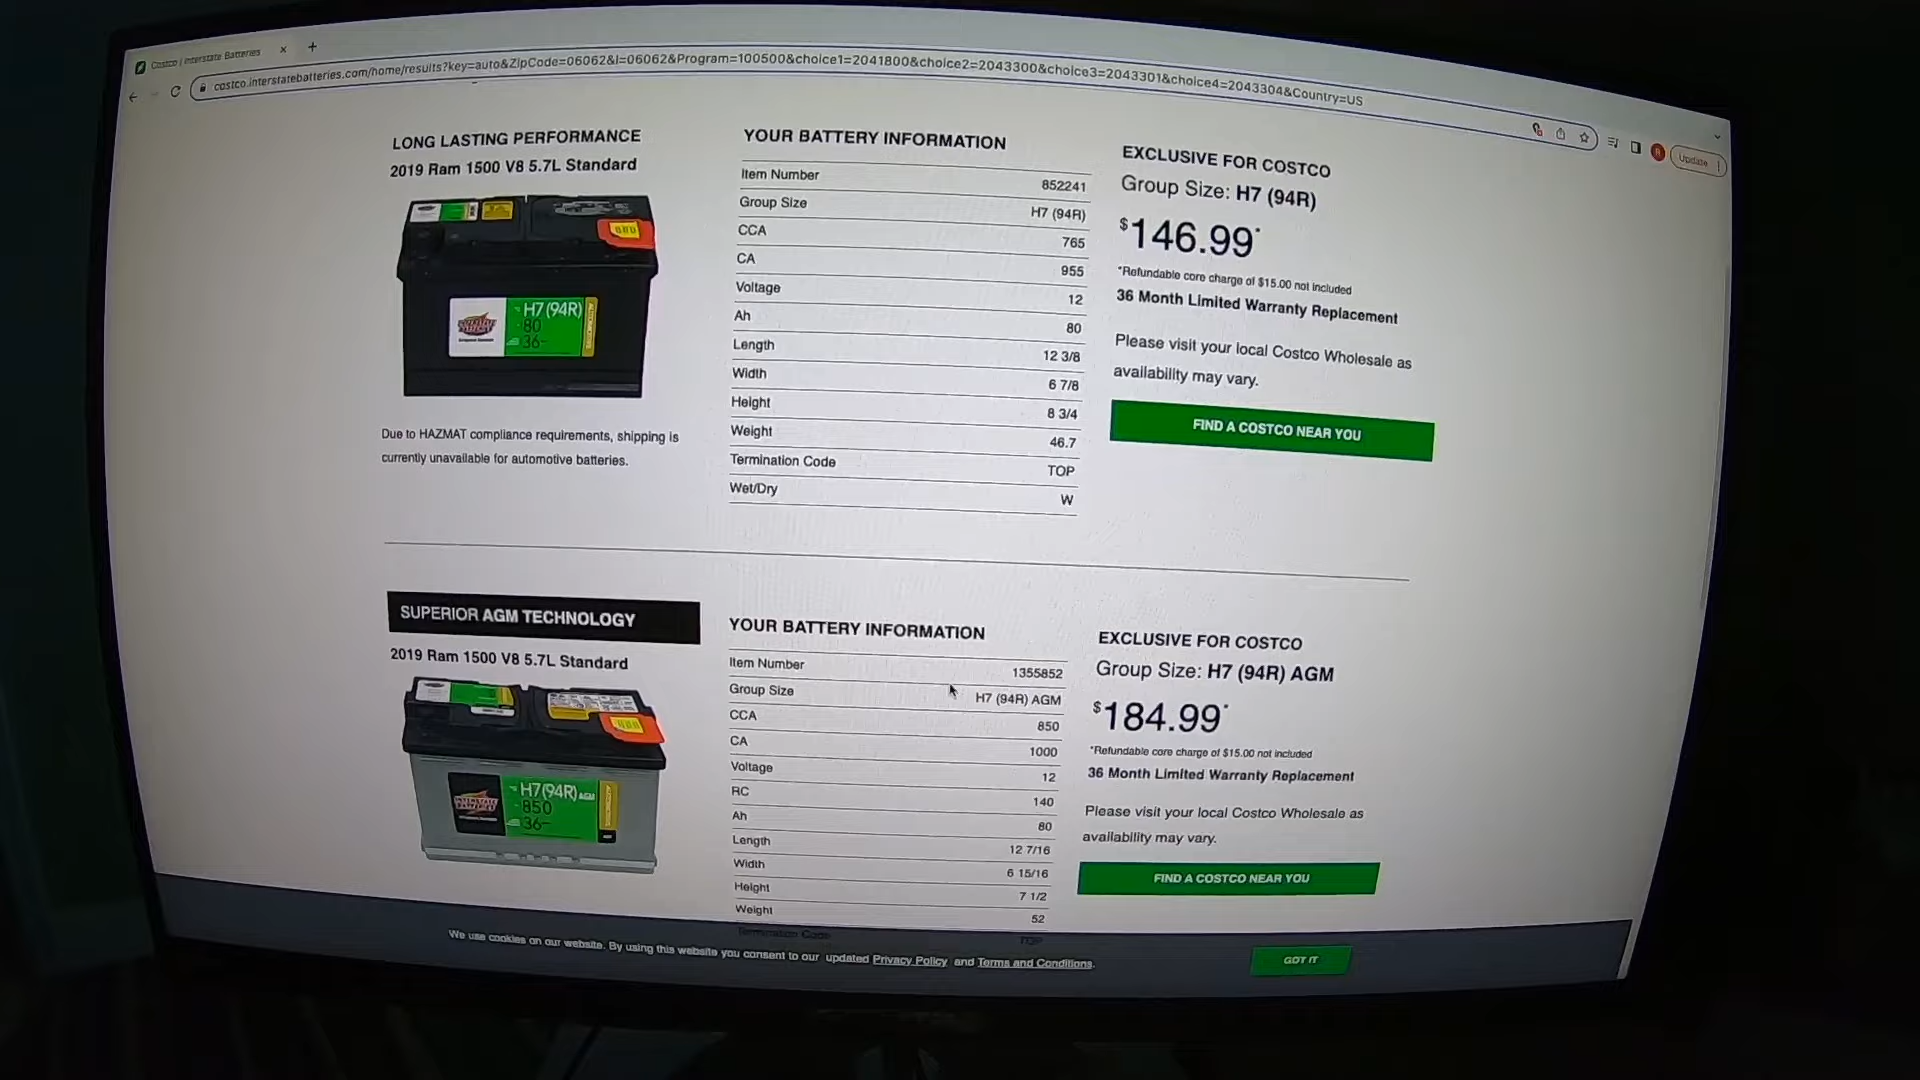 Costco | Interstate Batteries
costco.interstatebatteries.com/home/results?key=auto&ZipCode=06062&l=06062&Program=100500&choice1=2041800&choice2=2043300&choice3=2043301&choice4=2043304&Country=US
R
Update
LONG LASTING PERFORMANCE
2019 Ram 1500 V8 5.7L Standard
H7 (94R)
80
36
Due to HAZMAT compliance requirements, shipping is
currently unavailable for automotive batteries.
YOUR BATTERY INFORMATION
Item Number 852241
Group Size H7 (94R)
CCA 765
CA 955
Voltage 12
Ah 80
Length 12 3/8
Width 6 7/8
Height 8 3/4
Weight 46.7
Termination Code TOP
Wet/Dry W
EXCLUSIVE FOR COSTCO
Group Size: H7 (94R)
$146.99*
*Refundable core charge of $15.00 not included
36 Month Limited Warranty Replacement
Please visit your local Costco Wholesale as
availability may vary.
FIND A COSTCO NEAR YOU
SUPERIOR AGM TECHNOLOGY
2019 Ram 1500 V8 5.7L Standard
H7(94R) AGM
850
36
YOUR BATTERY INFORMATION
Item Number 1355852
Group Size H7 (94R) AGM
CCA 850
CA 1000
Voltage 12
RC 140
Ah 80
Length 12 7/16
Width 6 15/16
Height 7 1/2
Weight 52
Termination Code TOP
EXCLUSIVE FOR COSTCO
Group Size: H7 (94R) AGM
$184.99*
*Refundable core charge of $15.00 not included
36 Month Limited Warranty Replacement
Please visit your local Costco Wholesale as
availability may vary.
FIND A COSTCO NEAR YOU
We use cookies on our website. By using this website you consent to our updated Privacy Policy and Terms and Conditions.
GOT IT